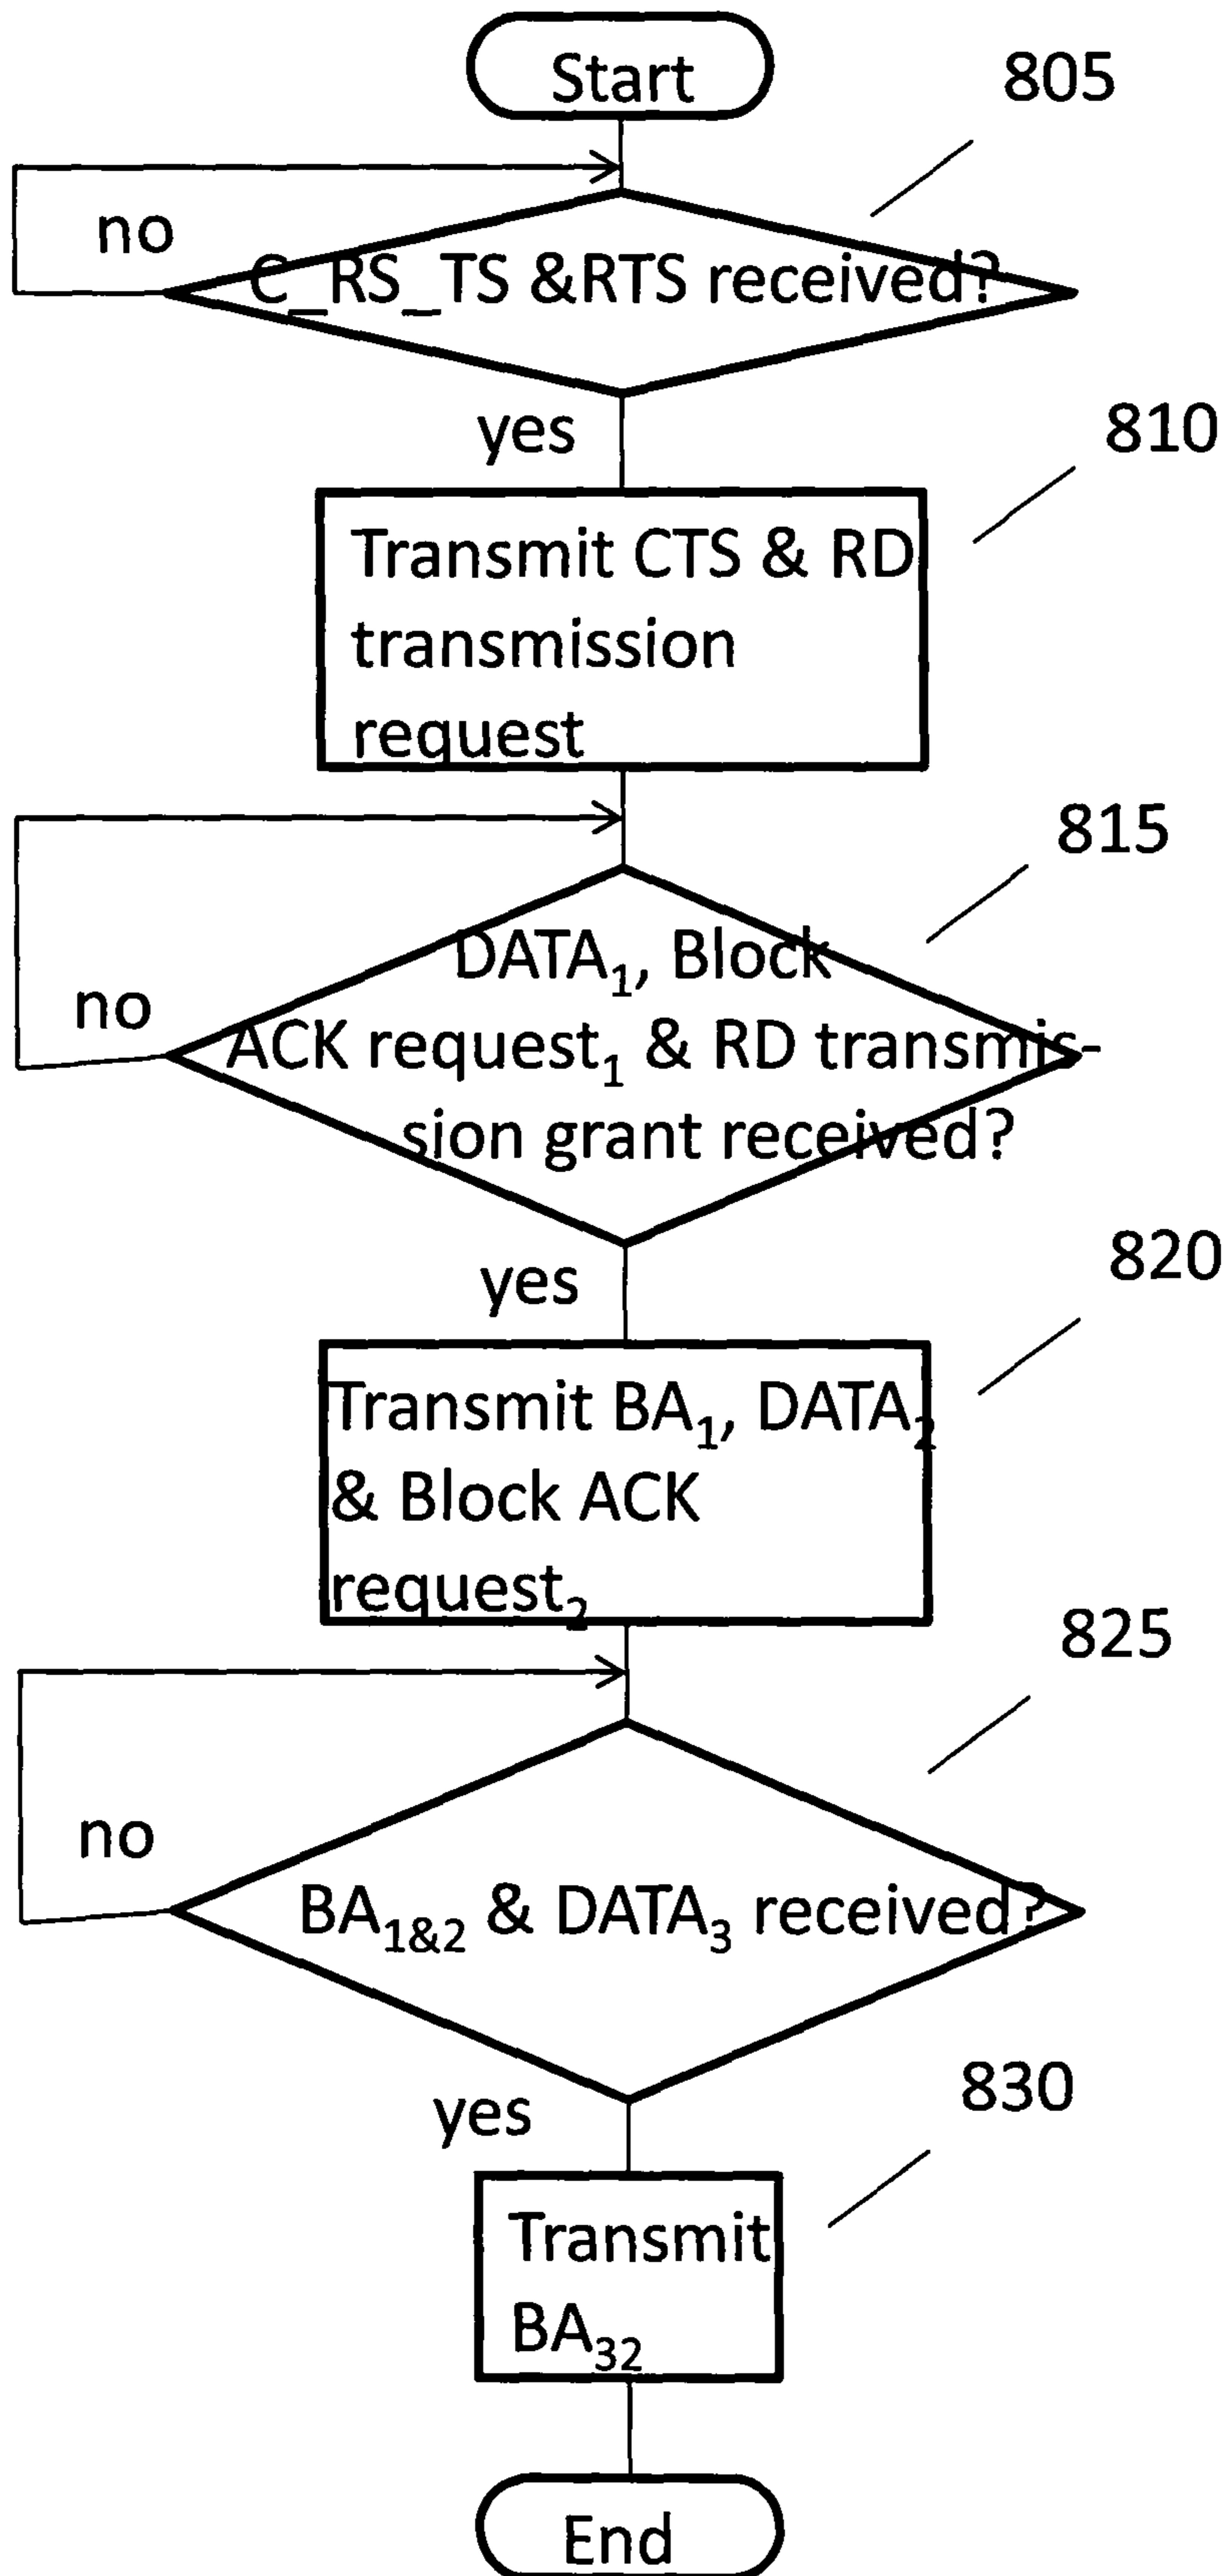 Start
805
no
C_RS_TS &RTS received?
yes
810
Transmit CTS & RD
transmission
request
815
DATA₁, Block
no
ACK request₁ & RD transmis-
sion grant received?
yes
820
Transmit BA₁, DATA₂
& Block ACK
request₂
825
no
BA₁&₂ & DATA₃ received?
yes
830
Transmit
BA₃₂
End